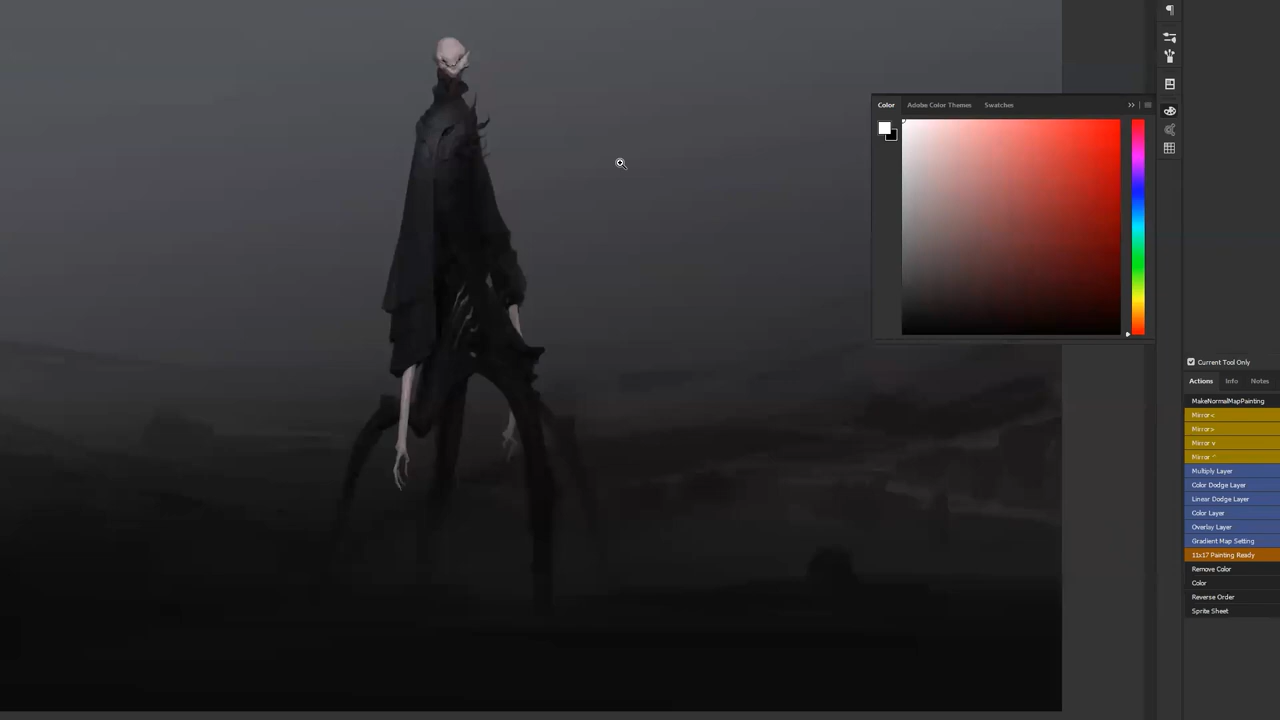 Color Adobe Color Themes Swatches
Current Tool Only
Actions Info Notes
MakeNormalMapPainting
Mirror <
Mirror >
Mirror v
Mirror ^
Multiply Layer
Color Dodge Layer
Linear Dodge Layer
Color Layer
Overlay Layer
Gradient Map Setting
11x17 Painting Ready
Remove Color
Color
Reverse Order
Sprite Sheet